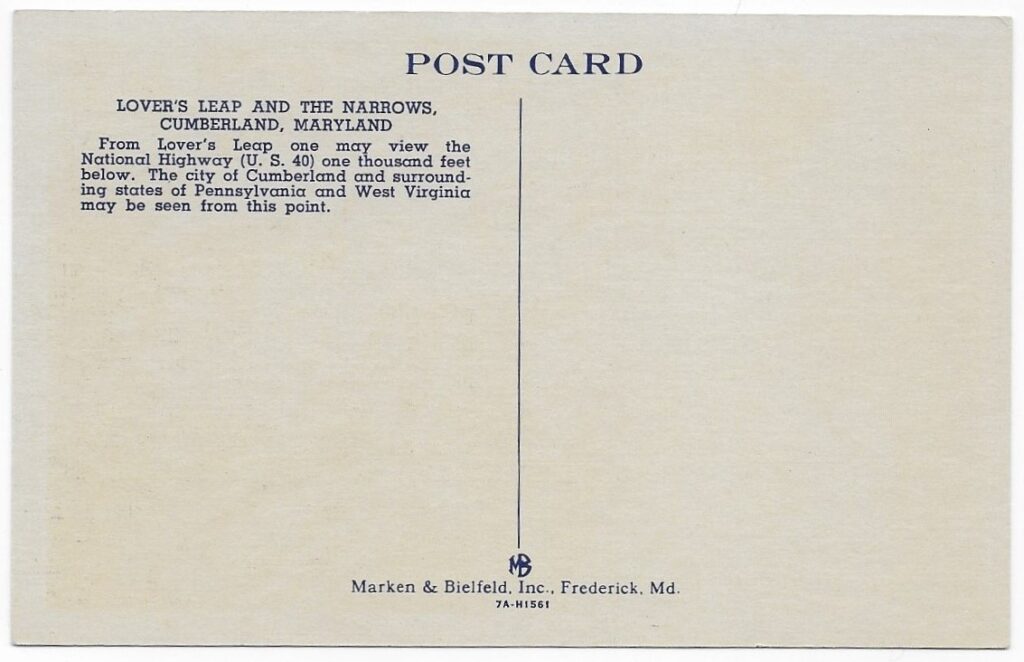 POST CARD
LOVER'S LEAP AND THE NARROWS,
CUMBERLAND, MARYLAND
From Lover's Leap one may view the
National Highway (U. S. 40) one thousand feet
below. The city of Cumberland and surround-
ing states of Pennsylvania and West Virginia
may be seen from this point.
MB
Marken & Bielfeld, Inc., Frederick, Md.
7A-H1561